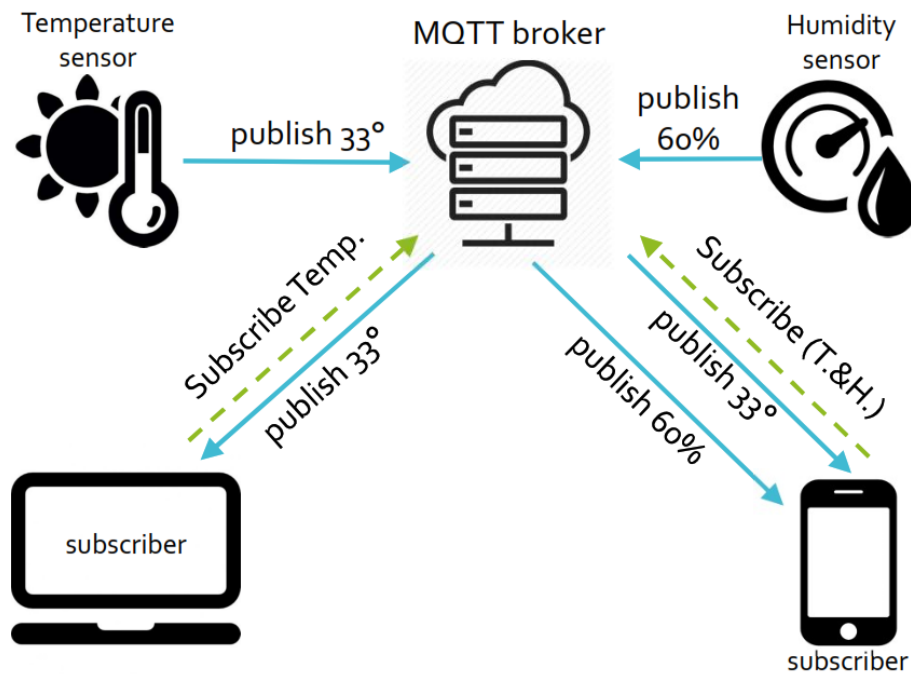 Temperature
sensor
MQTT broker
Humidity
sensor
publish 33°
publish
60%
Subscribe Temp.
publish 33°
publish 60%
publish 33°
Subscribe (T.&H.)
subscriber
subscriber